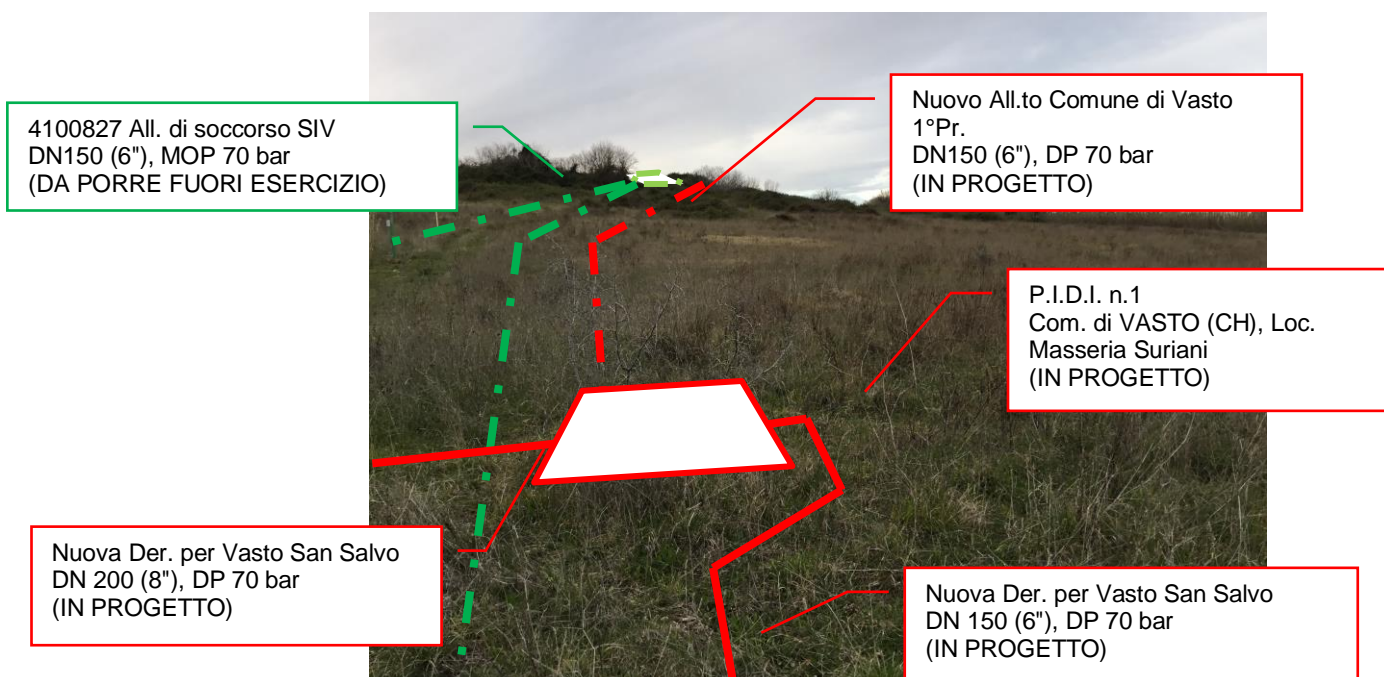 4100827 All. di soccorso SIV
DN150 (6"), MOP 70 bar
(DA PORRE FUORI ESERCIZIO)
Nuovo All.to Comune di Vasto
1°Pr.
DN150 (6"), DP 70 bar
(IN PROGETTO)
P.I.D.I. n.1
Com. di VASTO (CH), Loc.
Masseria Suriani
(IN PROGETTO)
Nuova Der. per Vasto San Salvo
DN 200 (8"), DP 70 bar
(IN PROGETTO)
Nuova Der. per Vasto San Salvo
DN 150 (6"), DP 70 bar
(IN PROGETTO)